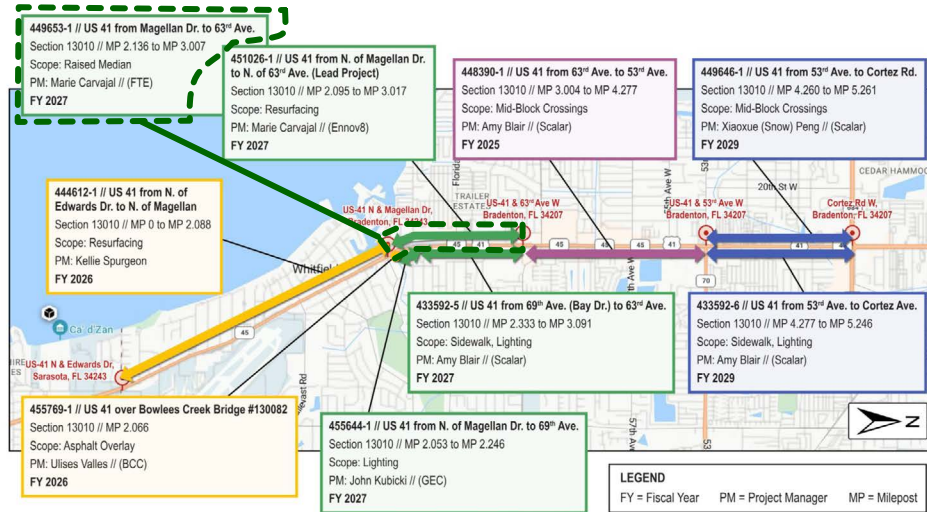 449653-1 // US 41 from Magellan Dr. to 63rd Ave.
Section 13010 // MP 2.136 to MP 3.007
Scope: Raised Median
PM: Marie Carvajal // (FTE)
FY 2027
451026-1 // US 41 from N. of Magellan Dr.
to N. of 63rd Ave. (Lead Project)
Section 13010 // MP 2.095 to MP 3.017
Scope: Resurfacing
PM: Marie Carvajal // (Ennov8)
FY 2027
448390-1 // US 41 from 63rd Ave. to 53rd Ave.
Section 13010 // MP 3.004 to MP 4.277
Scope: Mid-Block Crossings
PM: Amy Blair // (Scalar)
FY 2025
449646-1 // US 41 from 53rd Ave. to Cortez Rd.
Section 13010 // MP 4.260 to MP 5.261
Scope: Mid-Block Crossings
PM: Xiaoxue (Snow) Peng // (Scalar)
FY 2029
444612-1 // US 41 from N. of
Edwards Dr. to N. of Magellan
Section 13010 // MP 0 to MP 2.088
Scope: Resurfacing
PM: Kellie Spurgeon
FY 2026
Florida
TRAILER
ESTATES
20th St W
CEDAR HAMMOC
US-41 N & Magellan Dr,
Bradenton, FL 34243
US-41 & 63rd Ave W
Bradenton, FL 34207
US-41 & 53rd Ave W
Bradenton, FL 34207
Cortez Rd W,
Bradenton, FL 34207
45
41
45
45
45
41
41
70
45
Whitfield
Ca' d'Zan
US-41 N & Edwards Dr,
Sarasota, FL 34243
433592-5 // US 41 from 69th Ave. (Bay Dr.) to 63rd Ave.
Section 13010 // MP 2.333 to MP 3.091
Scope: Sidewalk, Lighting
PM: Amy Blair // (Scalar)
FY 2027
433592-6 // US 41 from 53rd Ave. to Cortez Ave.
Section 13010 // MP 4.277 to MP 5.246
Scope: Sidewalk, Lighting
PM: Amy Blair // (Scalar)
FY 2029
455769-1 // US 41 over Bowlees Creek Bridge #130082
Section 13010 // MP 2.066
Scope: Asphalt Overlay
PM: Ulises Valles // (BCC)
FY 2026
455644-1 // US 41 from N. of Magellan Dr. to 69th Ave.
Section 13010 // MP 2.053 to MP 2.246
Scope: Lighting
PM: John Kubicki // (GEC)
FY 2027
57th Ave
N
LEGEND
FY = Fiscal Year PM = Project Manager MP = Milepost